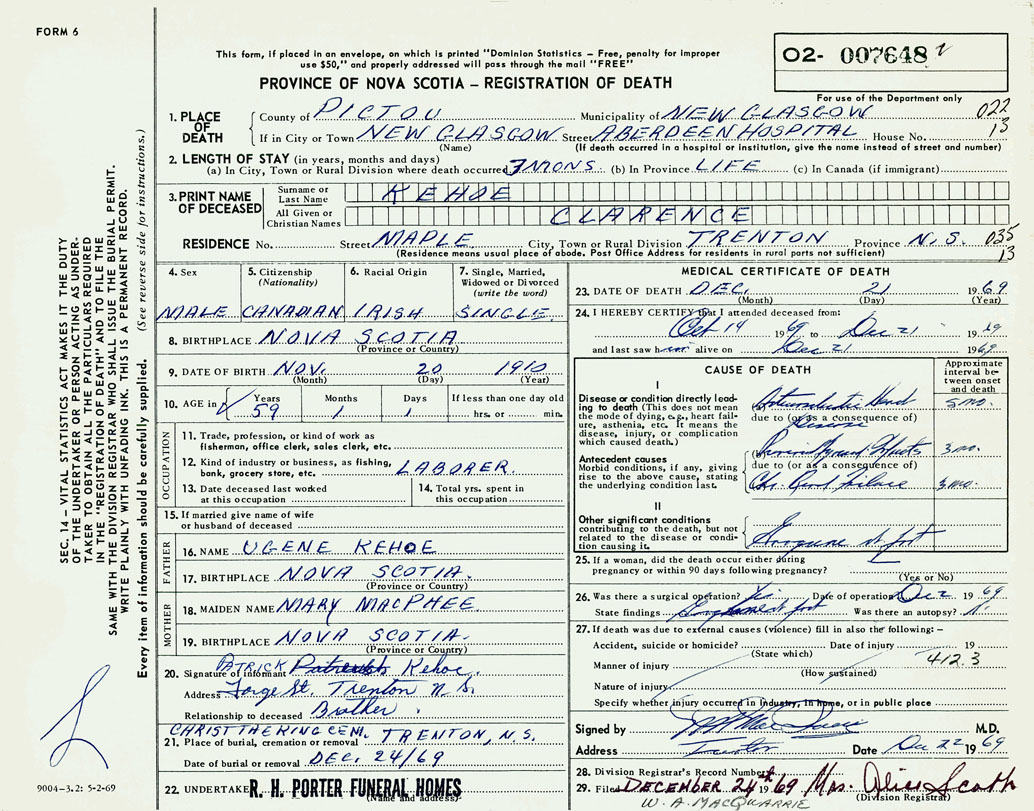 FORM 6
This form, if placed in an envelope, on which is printed "Dominion Statistics – Free, penalty for improper
use $50," and properly addressed will pass through the mail "FREE"
PROVINCE OF NOVA SCOTIA – REGISTRATION OF DEATH
O2- 007648
For use of the Department only
022
13
1. PLACE OF DEATH
County of PICTOU Municipality of NEW GLASGOW
If in City or Town NEW GLASGOW Street ABERDEEN HOSPITAL House No.
(Name) (If death occurred in a hospital or institution, give the name instead of street and number)
2. LENGTH OF STAY (in years, months and days)
(a) In City, Town or Rural Division where death occurred 3 MONS. (b) In Province LIFE (c) In Canada (if immigrant)
3. PRINT NAME OF DECEASED
Surname or Last Name KEHOE
All Given or Christian Names CLARENCE
RESIDENCE No. Street MAPLE City, Town or Rural Division TRENTON Province N.S. 035
13
(Residence means usual place of abode. Post Office Address for residents in rural parts not sufficient)
4. Sex
MALE
5. Citizenship
(Nationality)
CANADIAN
6. Racial Origin
IRISH
7. Single, Married,
Widowed or Divorced
(write the word)
SINGLE.
8. BIRTHPLACE NOVA SCOTIA
(Province or Country)
9. DATE OF BIRTH NOV. 20 1910
(Month) (Day) (Year)
10. AGE in Years Months Days If less than one day old
59 1 1 hrs. or min.
OCCUPATION
11. Trade, profession, or kind of work as
fisherman, office clerk, sales clerk, etc.
12. Kind of industry or business, as fishing,
bank, grocery store, etc. LABORER.
13. Date deceased last worked
at this occupation
14. Total yrs. spent in
this occupation
15. If married give name of wife
or husband of deceased
FATHER
16. NAME UGENE KEHOE
17. BIRTHPLACE NOVA SCOTIA.
(Province or Country)
MOTHER
18. MAIDEN NAME MARY MACPHEE.
19. BIRTHPLACE NOVA SCOTIA.
(Province or Country)
20. Signature of informant PATRICK Kehoe.
Address Forge St. Trenton N.S.
Relationship to deceased Brother.
CHRIST THE KING CEM. TRENTON, N.S.
21. Place of burial, cremation or removal
Date of burial or removal DEC. 24/69
22. UNDERTAKER R. H. PORTER FUNERAL HOMES
(Name and address)
MEDICAL CERTIFICATE OF DEATH
23. DATE OF DEATH DEC. 21 1969
(Month) (Day) (Year)
24. I HEREBY CERTIFY that I attended deceased from:
Oct 14 69 to Dec 21 19
and last saw him alive on Dec 21 1969
CAUSE OF DEATH
Approximate
interval be-
tween onset
and death
I
Disease or condition directly lead-
ing to death (This does not mean
the mode of dying, e.g., heart fail-
ure, asthenia, etc. It means the
disease, injury, or complication
which caused death.)
(a)
due to (or as a consequence of)
Antecedent causes
Morbid conditions, if any, giving
rise to the above cause, stating
the underlying condition last.
(b) 3 mo.
due to (or as a consequence of)
(c) 3 mo.
II
Other significant conditions
contributing to the death, but not
related to the disease or condi-
tion causing it.
25. If a woman, did the death occur either during
pregnancy or within 90 days following pregnancy?
(Yes or No)
26. Was there a surgical operation? Yes Date of operation Dec 2 1969
State findings Was there an autopsy?
27. If death was due to external causes (violence) fill in also the following: –
Accident, suicide or homicide? Date of injury 19
(State which)
412.3
Manner of injury
(How sustained)
Nature of injury
Specify whether injury occurred in industry, in home, or in public place
Signed by M.D.
Address Date Dec 22 1969
28. Division Registrar's Record Number
29. Filed DECEMBER 24th 1969 Mrs. Alice Scott
(Division Registrar)
W. A. MACQUARRIE
SEC. 14 – VITAL STATISTICS ACT MAKES IT THE DUTY
OF THE UNDERTAKER OR PERSON ACTING AS UNDER-
TAKER TO OBTAIN ALL THE PARTICULARS REQUIRED
IN THE "REGISTRATION OF DEATH" AND TO FILE THE
SAME WITH THE DIVISION REGISTRAR WHO SHALL ISSUE THE BURIAL PERMIT.
WRITE PLAINLY WITH UNFADING INK. THIS IS A PERMANENT RECORD.
Every item of information should be carefully supplied. (See reverse side for instructions.)
9004-3.2: 5-2-69